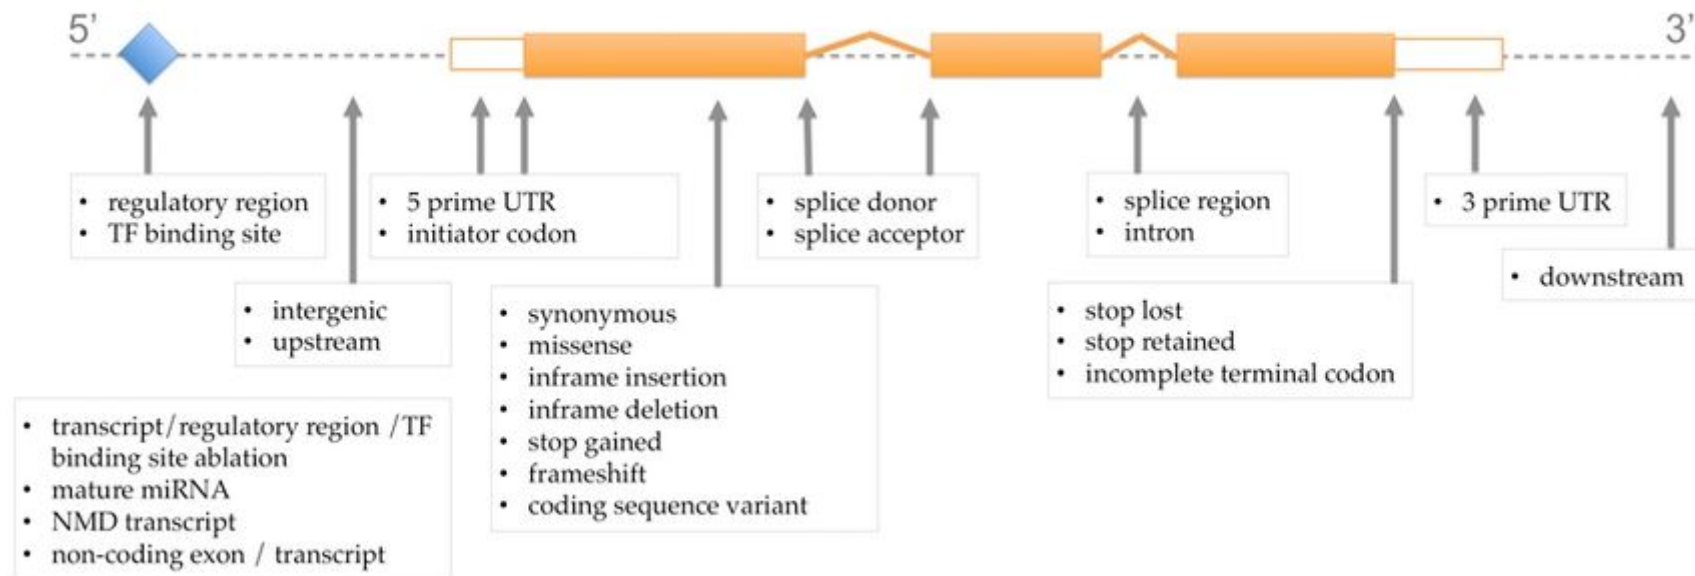 5’
3’
• regulatory region
• TF binding site
• 5 prime UTR
• initiator codon
• splice donor
• splice acceptor
• splice region
• intron
• 3 prime UTR
• intergenic
• upstream
• synonymous
• missense
• inframe insertion
• inframe deletion
• stop gained
• frameshift
• coding sequence variant
• stop lost
• stop retained
• incomplete terminal codon
• downstream
• transcript/regulatory region /TF
binding site ablation
• mature miRNA
• NMD transcript
• non-coding exon / transcript